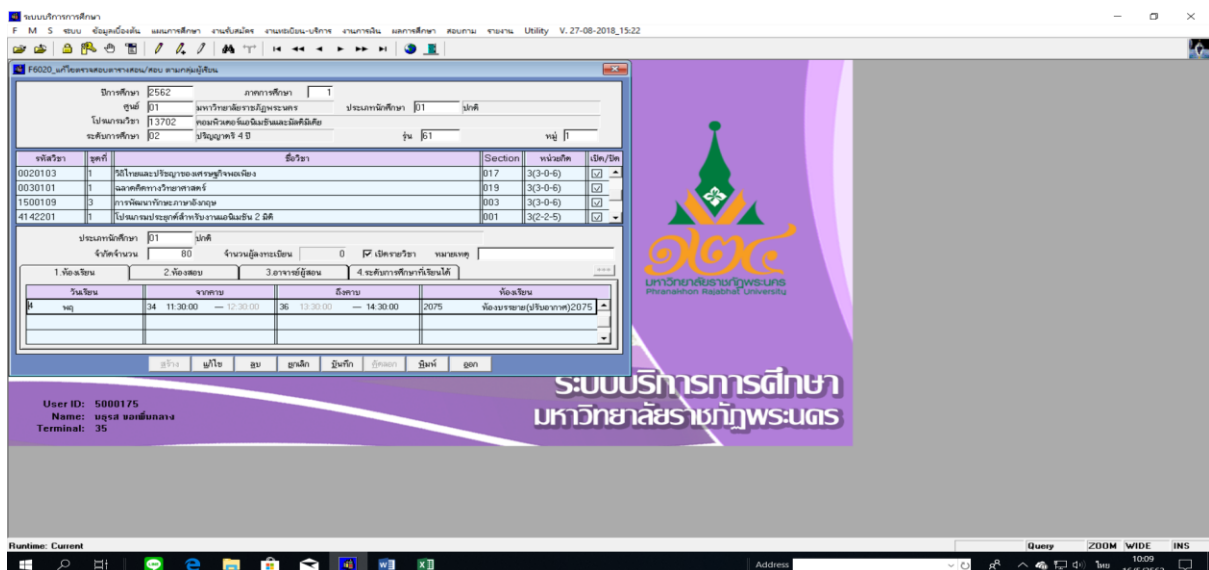 ระบบบริการการศึกษา
F M S ระบบ ข้อมูลเบื้องต้น แผนการศึกษา งานรับสมัคร งานทะเบียน-บริการ งานการเงิน ผลการศึกษา สอบถาม รายงาน Utility V. 27-08-2018_15:22
F6020_แก้ไขตรวจสอบตารางสอน/สอบ ตามกลุ่มผู้เรียน
ปีการศึกษา 2562 ภาคการศึกษา 1
ศูนย์ 01 มหาวิทยาลัยราชภัฏพระนคร ประเภทนักศึกษา 01 ปกติ
โปรแกรมวิชา 13702 คอมพิวเตอร์แอนิเมชันและมัลติมีเดีย
ระดับการศึกษา 02 ปริญญาตรี 4 ปี รุ่น 61 หมู่ 1
รหัสวิชา ชุดที่ ชื่อวิชา Section หน่วยกิต เปิด/ปิด
0020103 1 วิถีไทยและปรัชญาของเศรษฐกิจพอเพียง 017 3(3-0-6)
0030101 1 ฉลาดคิดทางวิทยาศาสตร์ 019 3(3-0-6)
1500109 3 การพัฒนาทักษะภาษาอังกฤษ 003 3(3-0-6)
4142201 1 โปรแกรมประยุกต์สำหรับงานแอนิเมชัน 2 มิติ 001 3(2-2-5)
ประเภทนักศึกษา 01 ปกติ
จำกัดจำนวน 80 จำนวนผู้ลงทะเบียน 0 เปิดรายวิชา หมายเหตุ
1.ห้องเรียน 2.ห้องสอบ 3.อาจารย์ผู้สอน 4.ระดับการศึกษาที่เรียนได้
วันเรียน จากคาบ ถึงคาบ ห้องเรียน
4 พฤ 34 11:30:00 — 12:30:00 36 13:30:00 — 14:30:00 2075 ห้องบรรยาย(ปรับอากาศ)2075
สร้าง แก้ไข ลบ ยกเลิก บันทึก คัดลอก พิมพ์ ออก
๑๒๔
มหาวิทยาลัยราชภัฏพระนคร
Phranakhon Rajabhat University
ระบบบริการการศึกษา
มหาวิทยาลัยราชภัฏพระนคร
User ID: 5000175
Name:
Terminal: 35
Runtime: Current Query ZOOM WIDE INS
Address ไทย 10:09